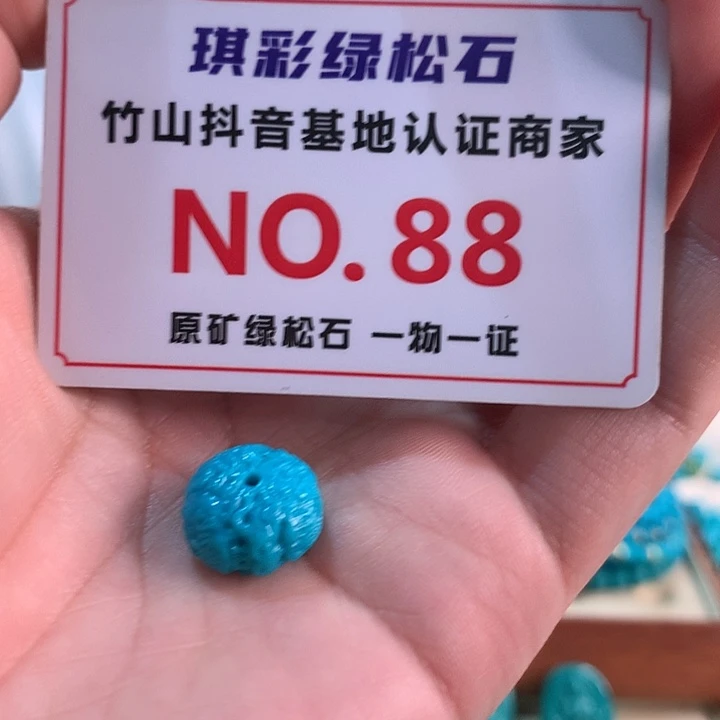 琪彩绿松石
竹山抖音基地认证商家
NO.88
原矿绿松石 一物一证